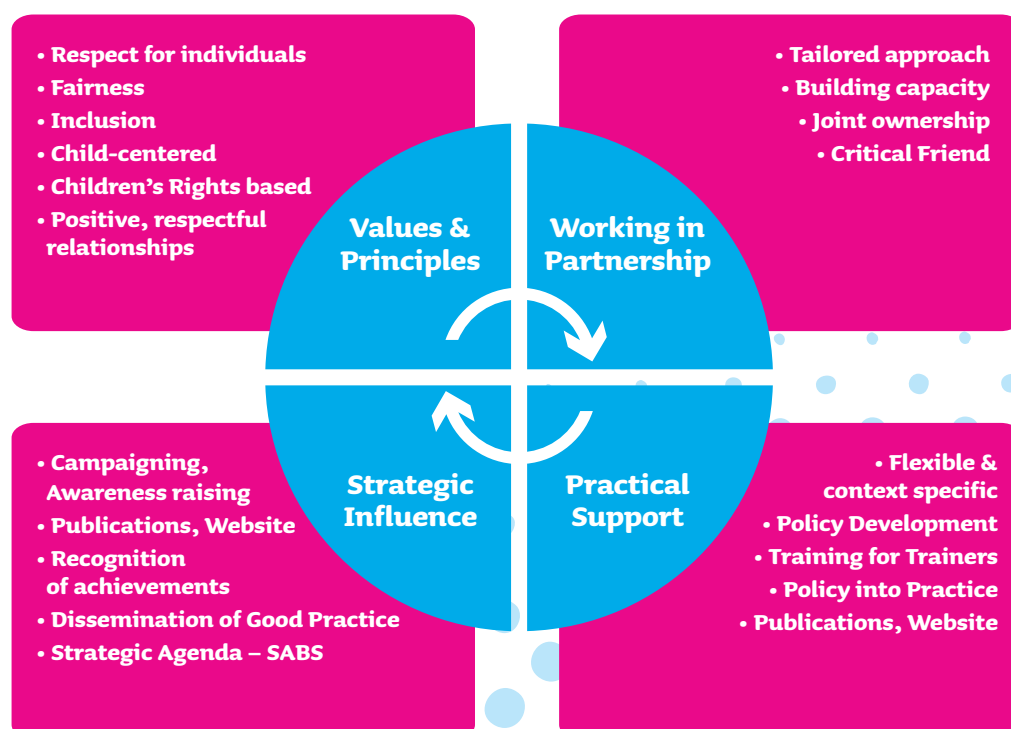 • Respect for individuals
• Fairness
• Inclusion
• Child-centered
• Children's Rights based
• Positive, respectful
relationships
• Tailored approach
• Building capacity
• Joint ownership
• Critical Friend
Values &
Principles
Working in
Partnership
Strategic
Influence
Practical
Support
• Campaigning,
Awareness raising
• Publications, Website
• Recognition
of achievements
• Dissemination of Good Practice
• Strategic Agenda – SABS
• Flexible &
context specific
• Policy Development
• Training for Trainers
• Policy into Practice
• Publications, Website